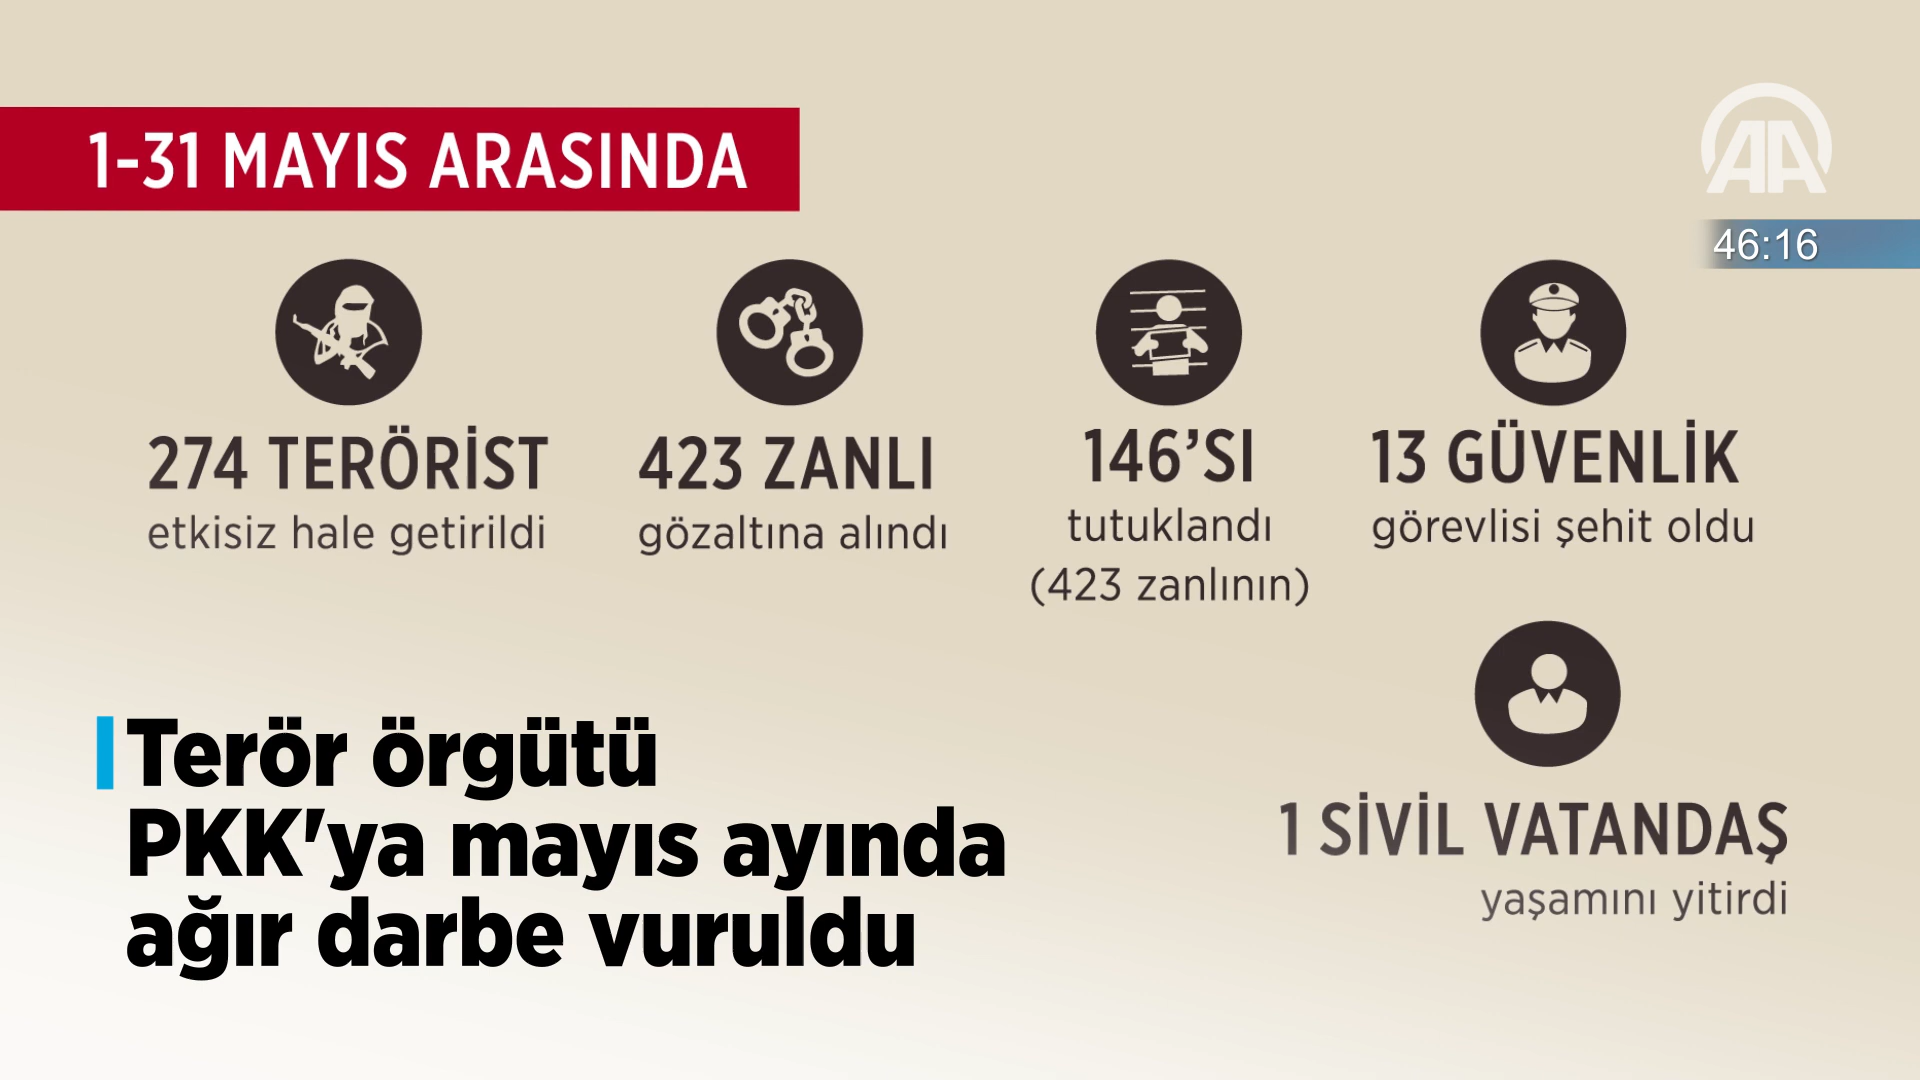 1-31 MAYIS ARASINDA
AA
46:16
274 TERÖRİST
etkisiz hale getirildi
423 ZANLI
gözaltına alındı
146’SI
tutuklandı
(423 zanlının)
13 GÜVENLİK
görevlisi şehit oldu
1 SİVİL VATANDAŞ
yaşamını yitirdi
Terör örgütü
PKK'ya mayıs ayında
ağır darbe vuruldu